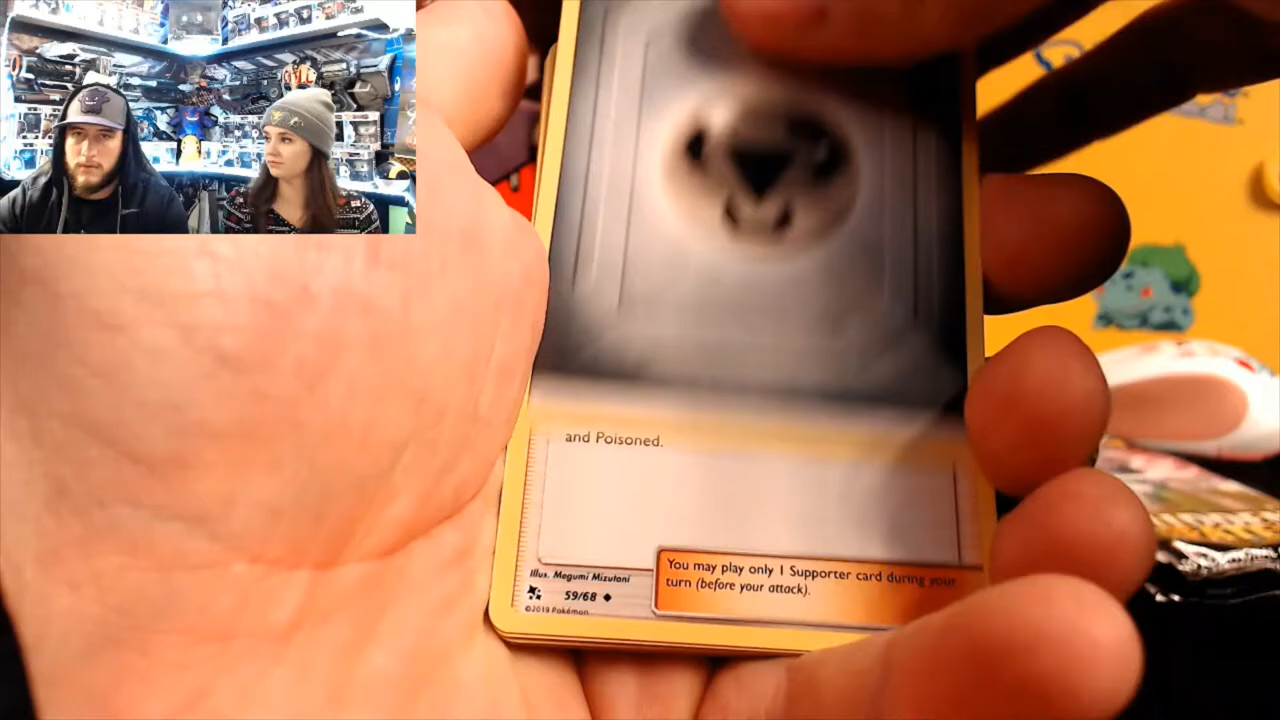 and Poisoned.
You may play only 1 Supporter card during your
turn (before your attack).
Illus. Megumi Mizutani
59/68
©2019 Pokémon